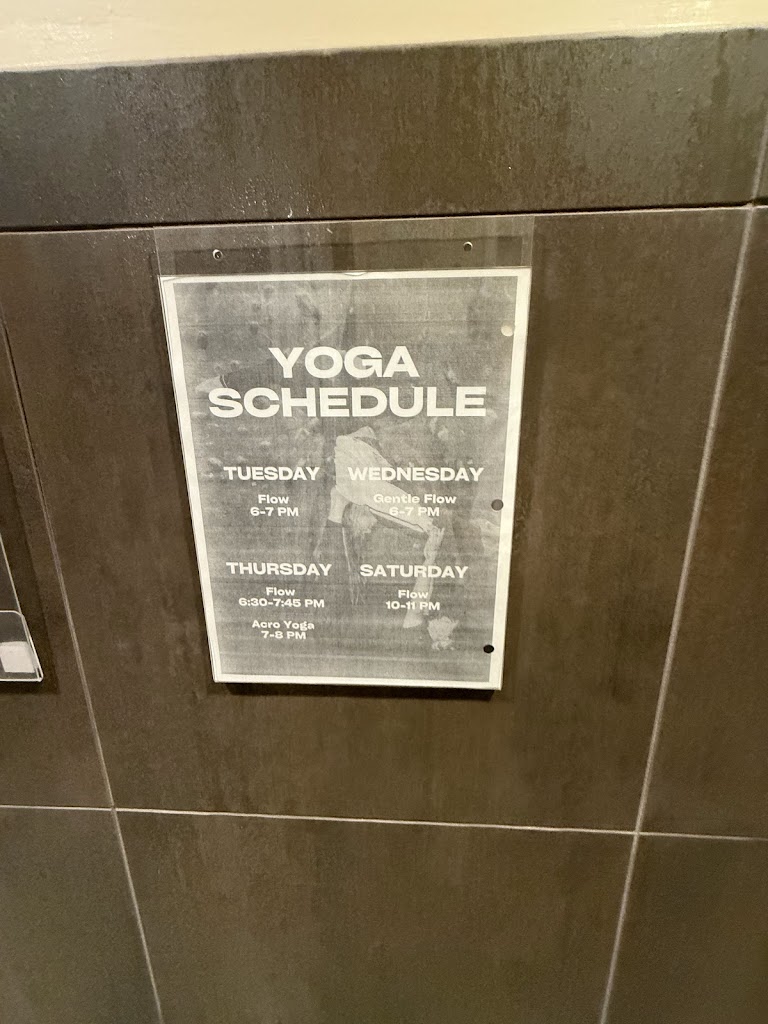 YOGA
SCHEDULE
TUESDAY
Flow
6-7 PM
WEDNESDAY
Gentle Flow
6-7 PM
THURSDAY
Flow
6:30-7:45 PM
Acro Yoga
7-8 PM
SATURDAY
Flow
10-11 PM